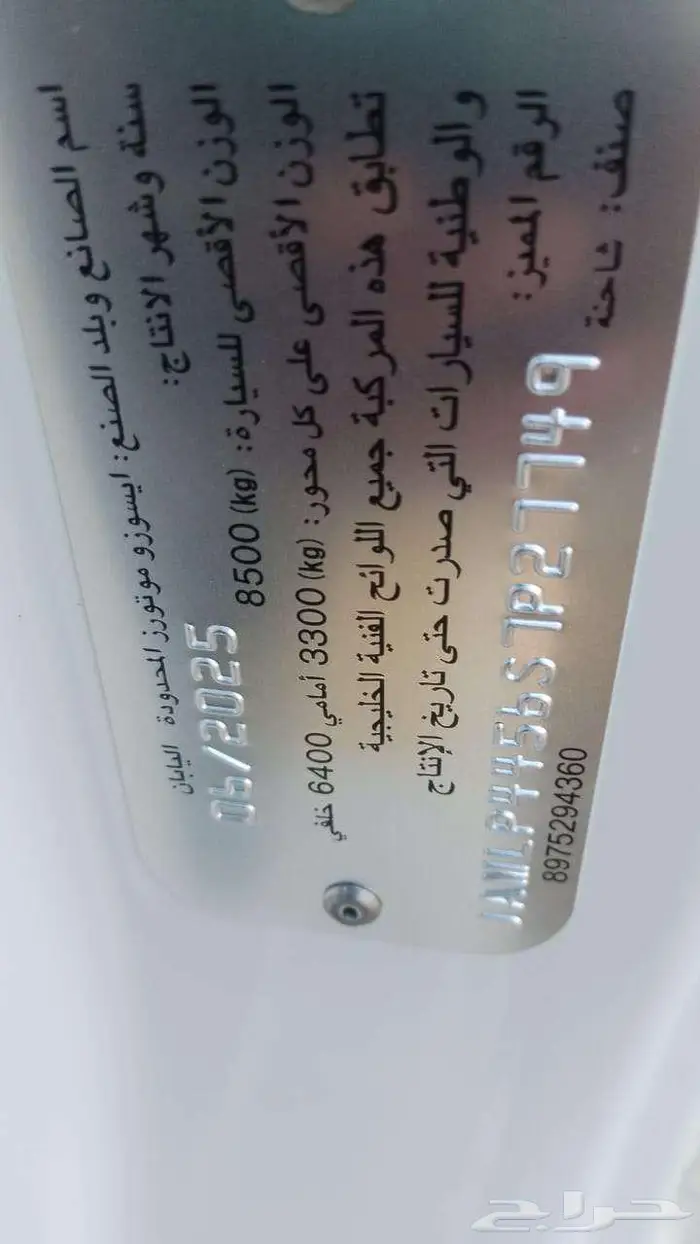 اسم الصانع وبلد الصنع: ايسوزو موتورز المحدودة اليابان
سنة وشهر الانتاج: 06/2025
الوزن الأقصى للسيارة: (kg) 8500
الوزن الأقصى على كل محور: (kg) 3300 أمامي 6400 خلفي
تطابق هذه المركبة جميع اللوائح الفنية الخليجية
والوطنية للسيارات التي صدرت حتى تاريخ الإنتاج
الرقم المميز: JAMLP4456S7P27749
صنف: شاحنة
8975294360
حراج